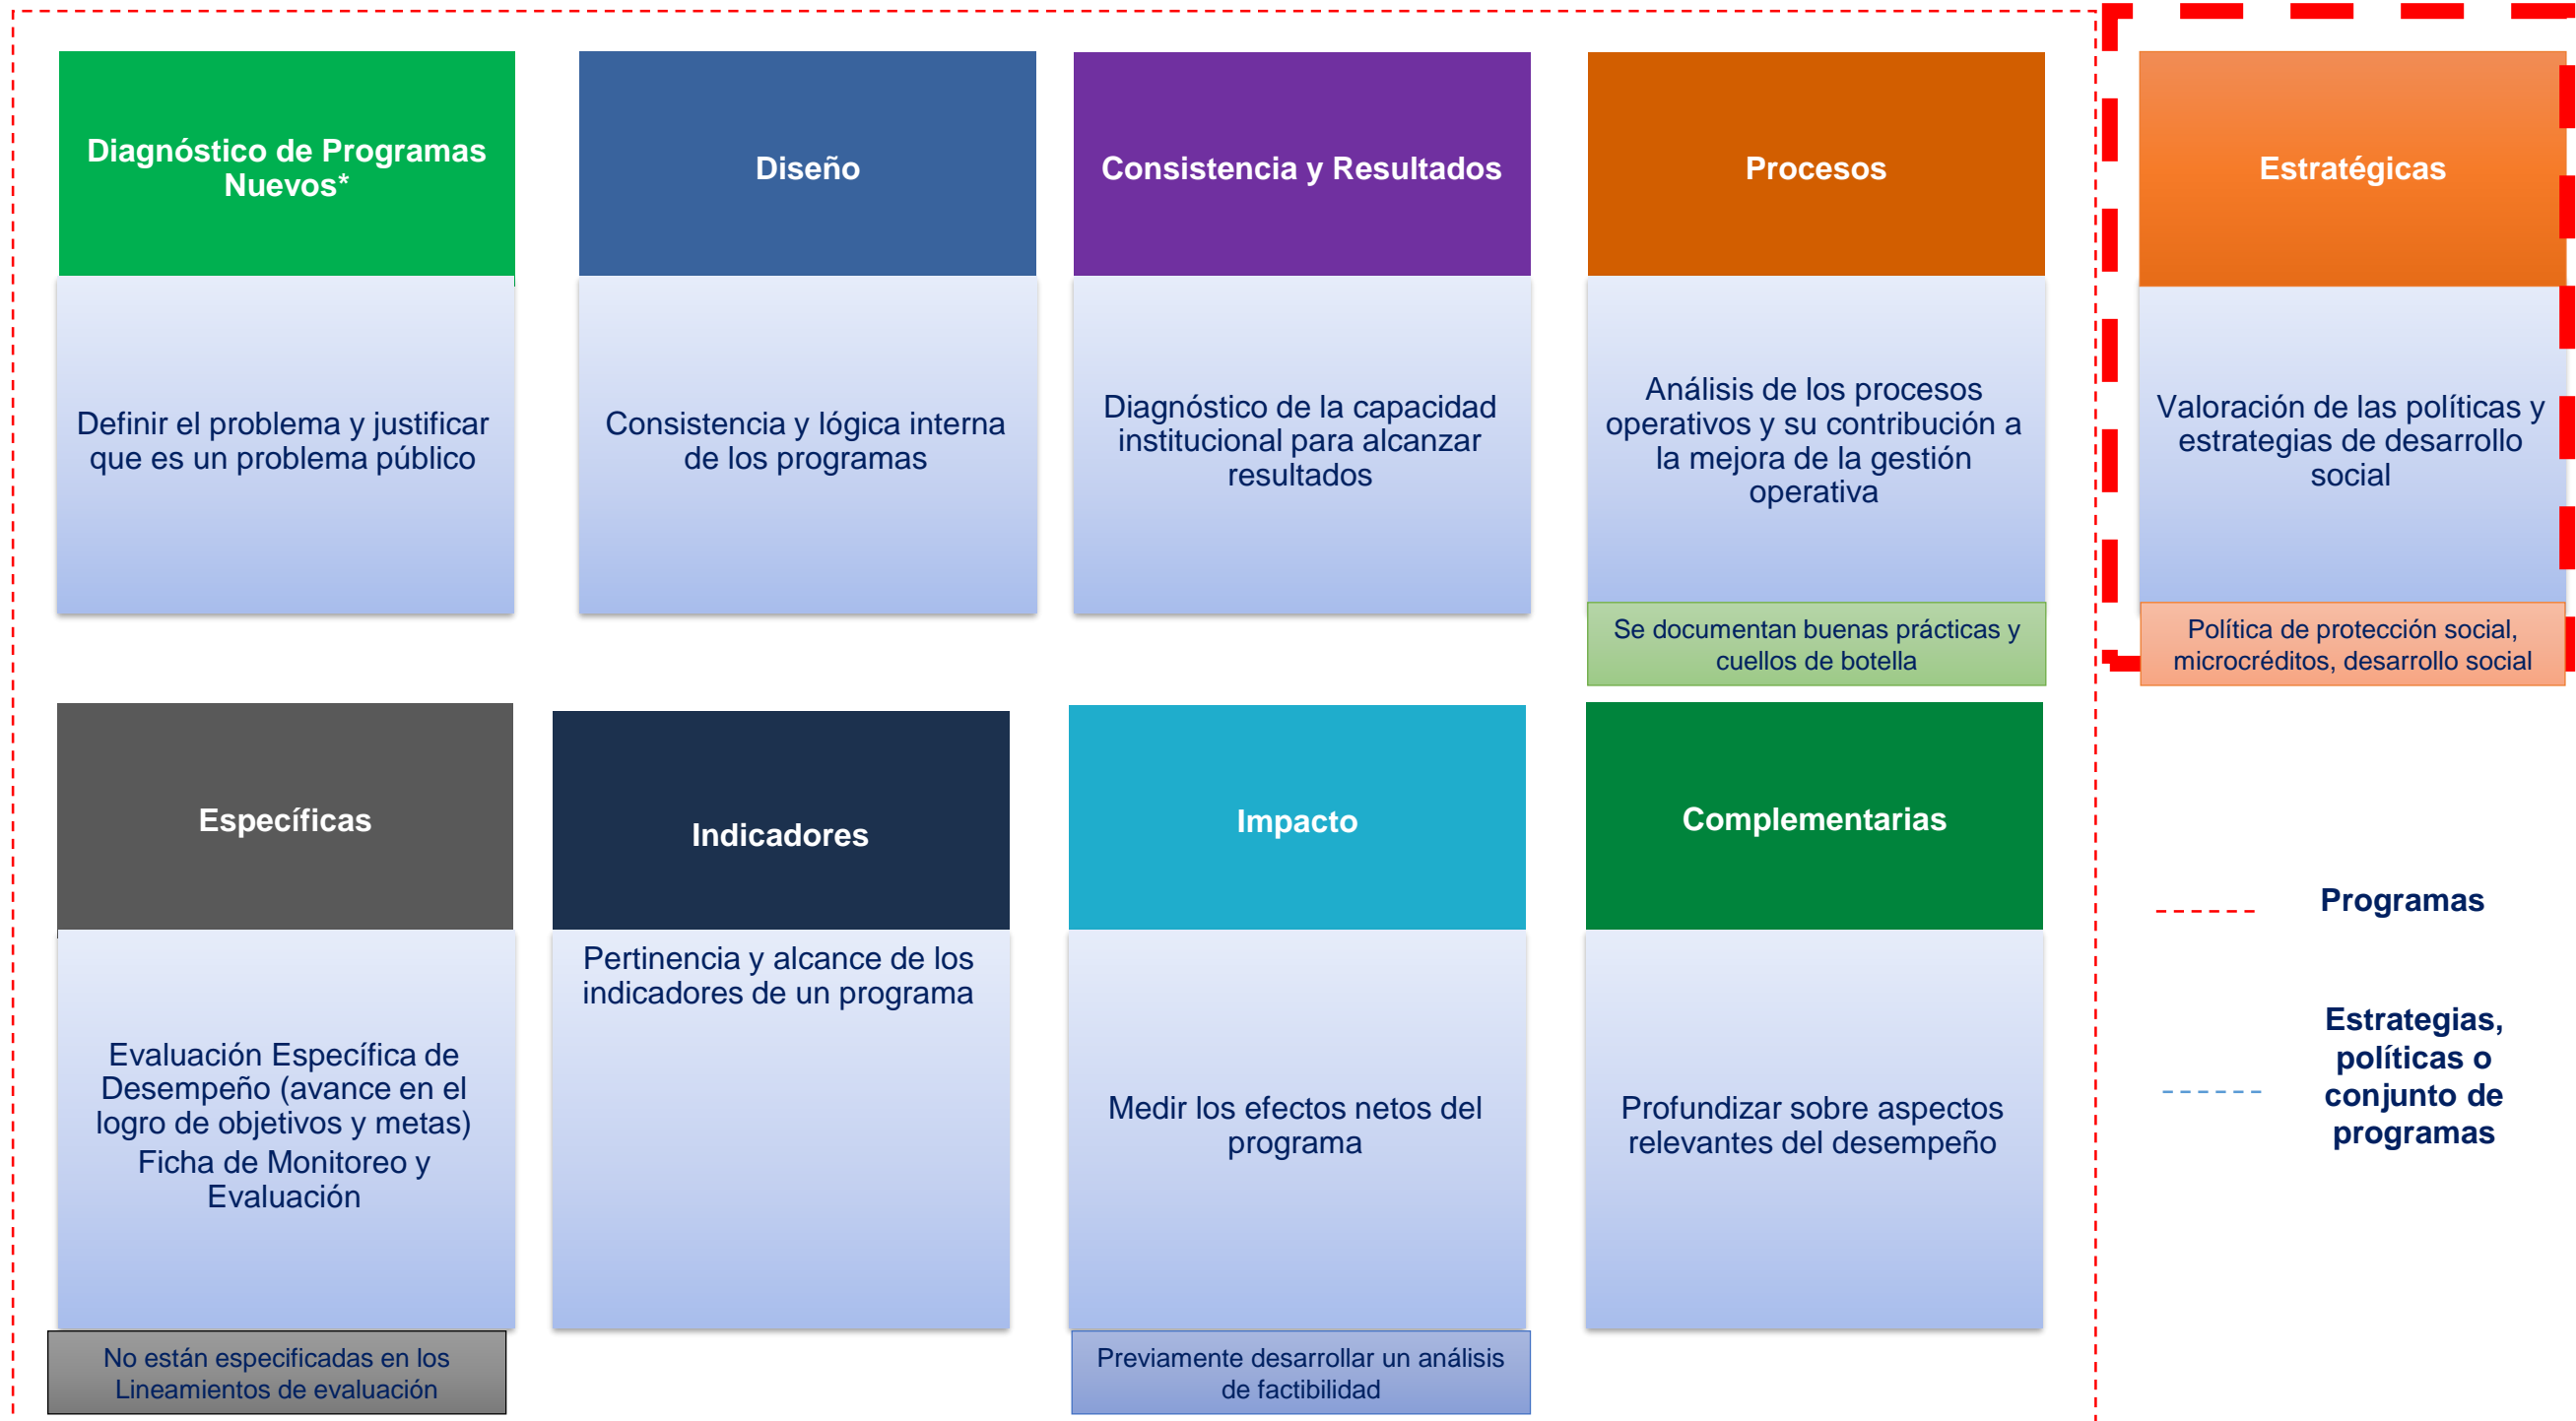 Diagnóstico de Programas
Nuevos*
Definir el problema y justificar
que es un problema público
Diseño
Consistencia y lógica interna
de los programas
Consistencia y Resultados
Diagnóstico de la capacidad
institucional para alcanzar
resultados
Procesos
Análisis de los procesos
operativos y su contribución a
la mejora de la gestión
operativa
Se documentan buenas prácticas y
cuellos de botella
Estratégicas
Valoración de las políticas y
estrategias de desarrollo
social
Política de protección social,
microcréditos, desarrollo social
Específicas
Evaluación Específica de
Desempeño (avance en el
logro de objetivos y metas)
Ficha de Monitoreo y
Evaluación
No están especificadas en los
Lineamientos de evaluación
Indicadores
Pertinencia y alcance de los
indicadores de un programa
Impacto
Medir los efectos netos del
programa
Previamente desarrollar un análisis
de factibilidad
Complementarias
Profundizar sobre aspectos
relevantes del desempeño
Programas
Estrategias,
políticas o
conjunto de
programas